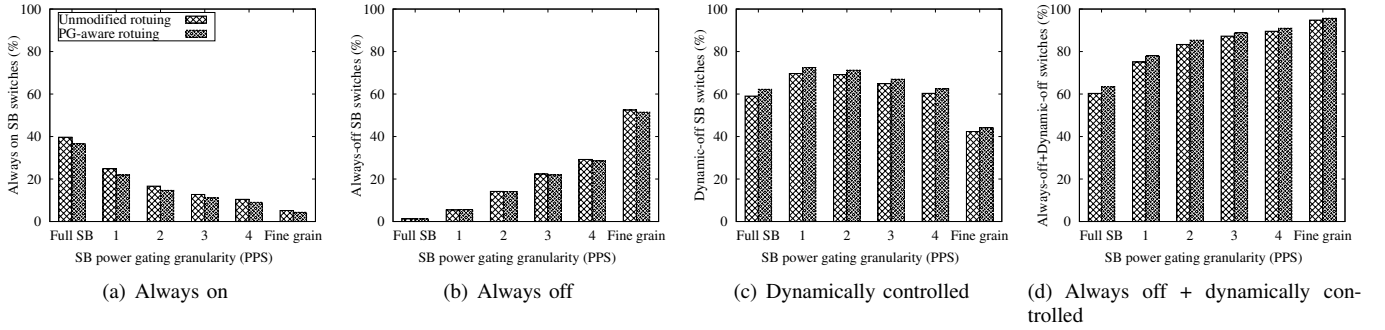 100
80
60
40
20
0
Always on SB switches (%)
Unmodified rotuing
PG-aware rotuing
Full SB 1 2 3 4 Fine grain
SB power gating granularity (PPS)
(a) Always on
100
80
60
40
20
0
Always-off SB switches (%)
Full SB 1 2 3 4 Fine grain
SB power gating granularity (PPS)
(b) Always off
100
80
60
40
20
0
Dynamic-off SB switches (%)
Full SB 1 2 3 4 Fine grain
SB power gating granularity (PPS)
(c) Dynamically controlled
100
80
60
40
20
0
Always-off+Dynamic-off switches (%)
Full SB 1 2 3 4 Fine grain
SB power gating granularity (PPS)
(d) Always off + dynamically con-
trolled